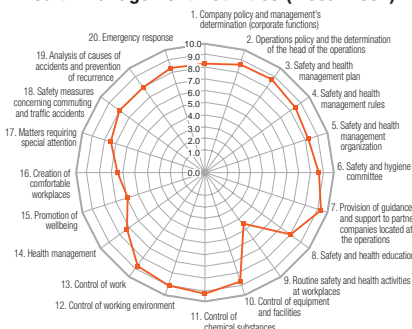 1. Company policy and management's
determination (corporate functions)
2. Operations policy and the determination
of the head of the operations
3. Safety and health
management plan
4. Safety and health
management rules
5. Safety and health
management
organization
6. Safety and hygiene
committee
7. Provision of guidance
and support to partne
companies located at
the operations
8. Safety and health education
9. Routine safety and health activities
at workplaces
10. Control of equipment
and facilities
11. Control of
chemical substances
12. Control of working environment
13. Control of work
14. Health management
15. Promotion of
wellbeing
16. Creation of
comfortable
workplaces
17. Matters requiring
special attention
18. Safety measures
concerning commuting
and traffic accidents
19. Analysis of causes of
accidents and prevention
of recurrence
20. Emergency response
10.0
9.0
8.0
7.0
6.0
5.0
4.0
3.0
2.0
1.0
0.0